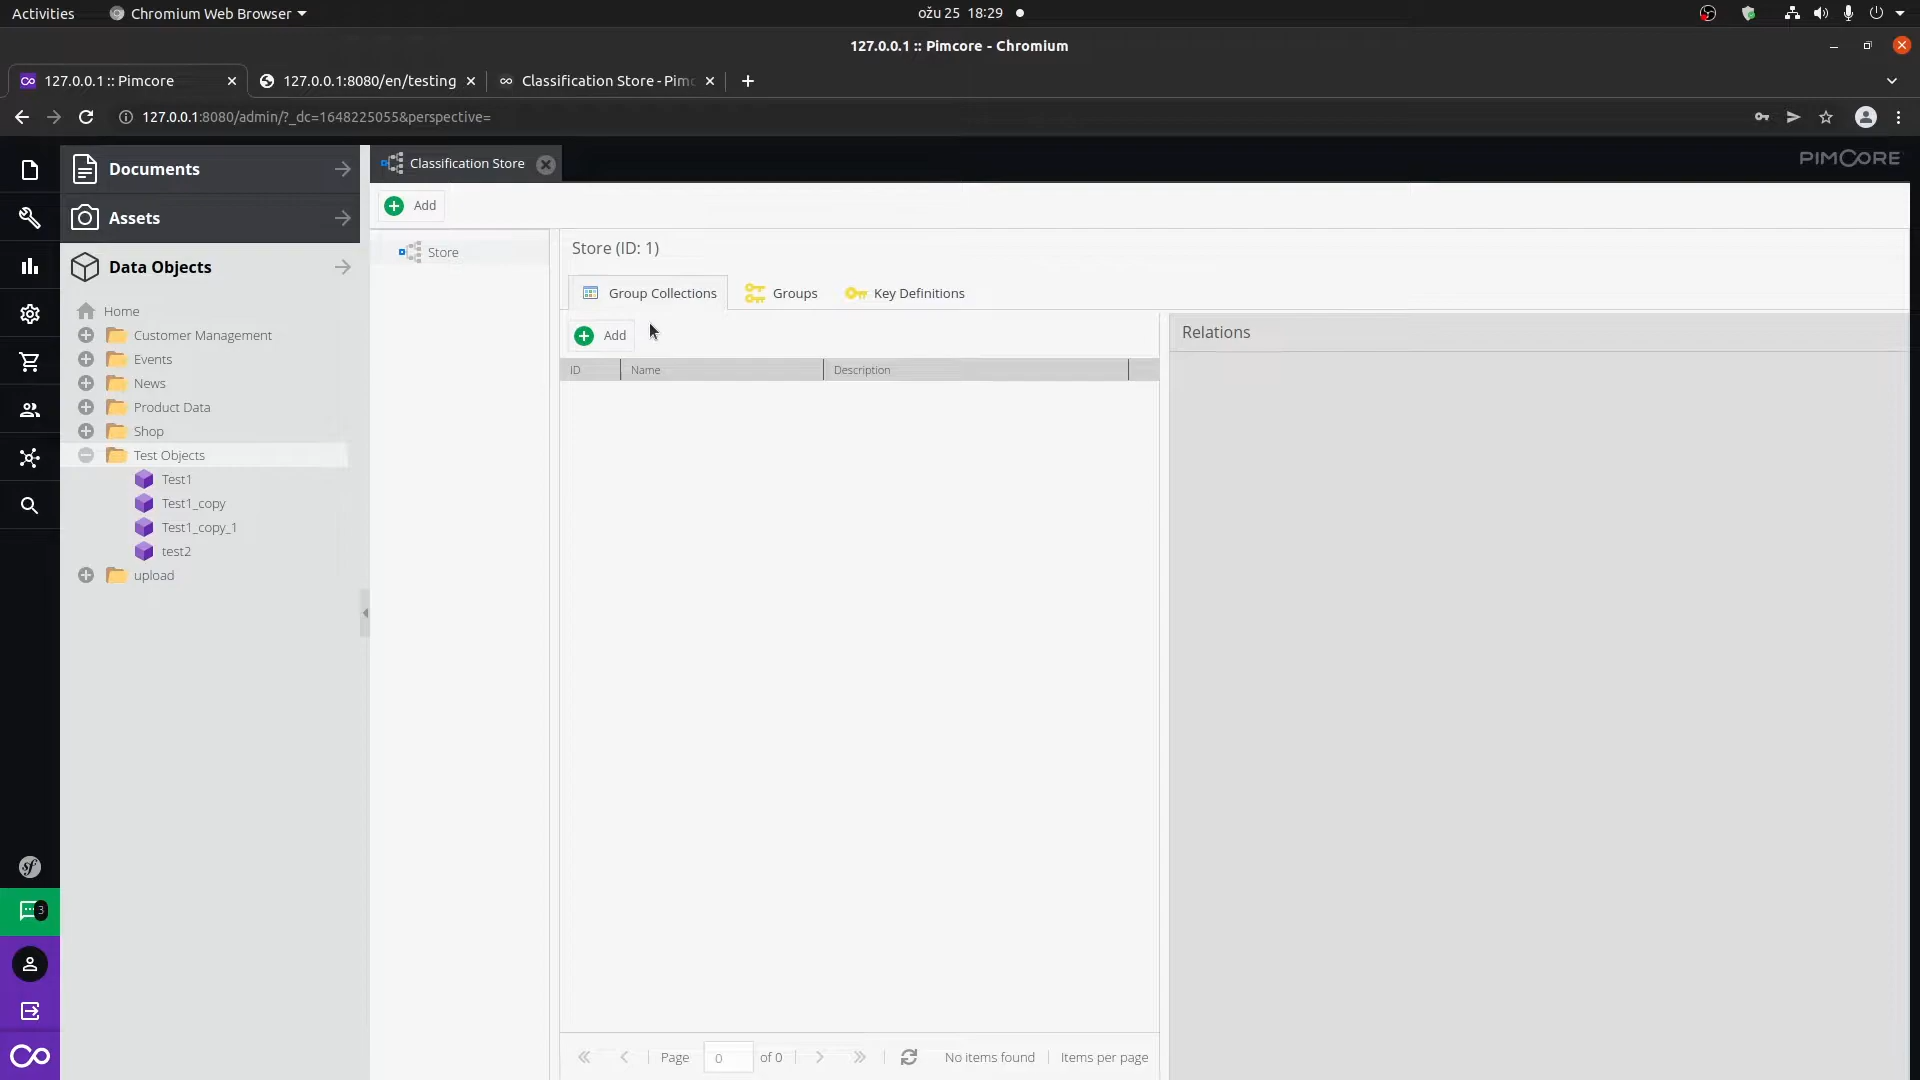 Activities Chromium Web Browser ožu 25 18:29
127.0.0.1 :: Pimcore - Chromium
127.0.0.1 :: Pimcore 127.0.0.1:8080/en/testing Classification Store - Pimc
127.0.0.1:8080/admin/?_dc=1648225055&perspective=
PIMCORE
Documents
Assets
Data Objects
Home
Customer Management
Events
News
Product Data
Shop
Test Objects
Test1
Test1_copy
Test1_copy_1
test2
upload
sf
3
Classification Store
Add
Store
Store (ID: 1)
Group Collections Groups Key Definitions
Add
ID Name Description
Relations
Page 0 of 0 No items found Items per page